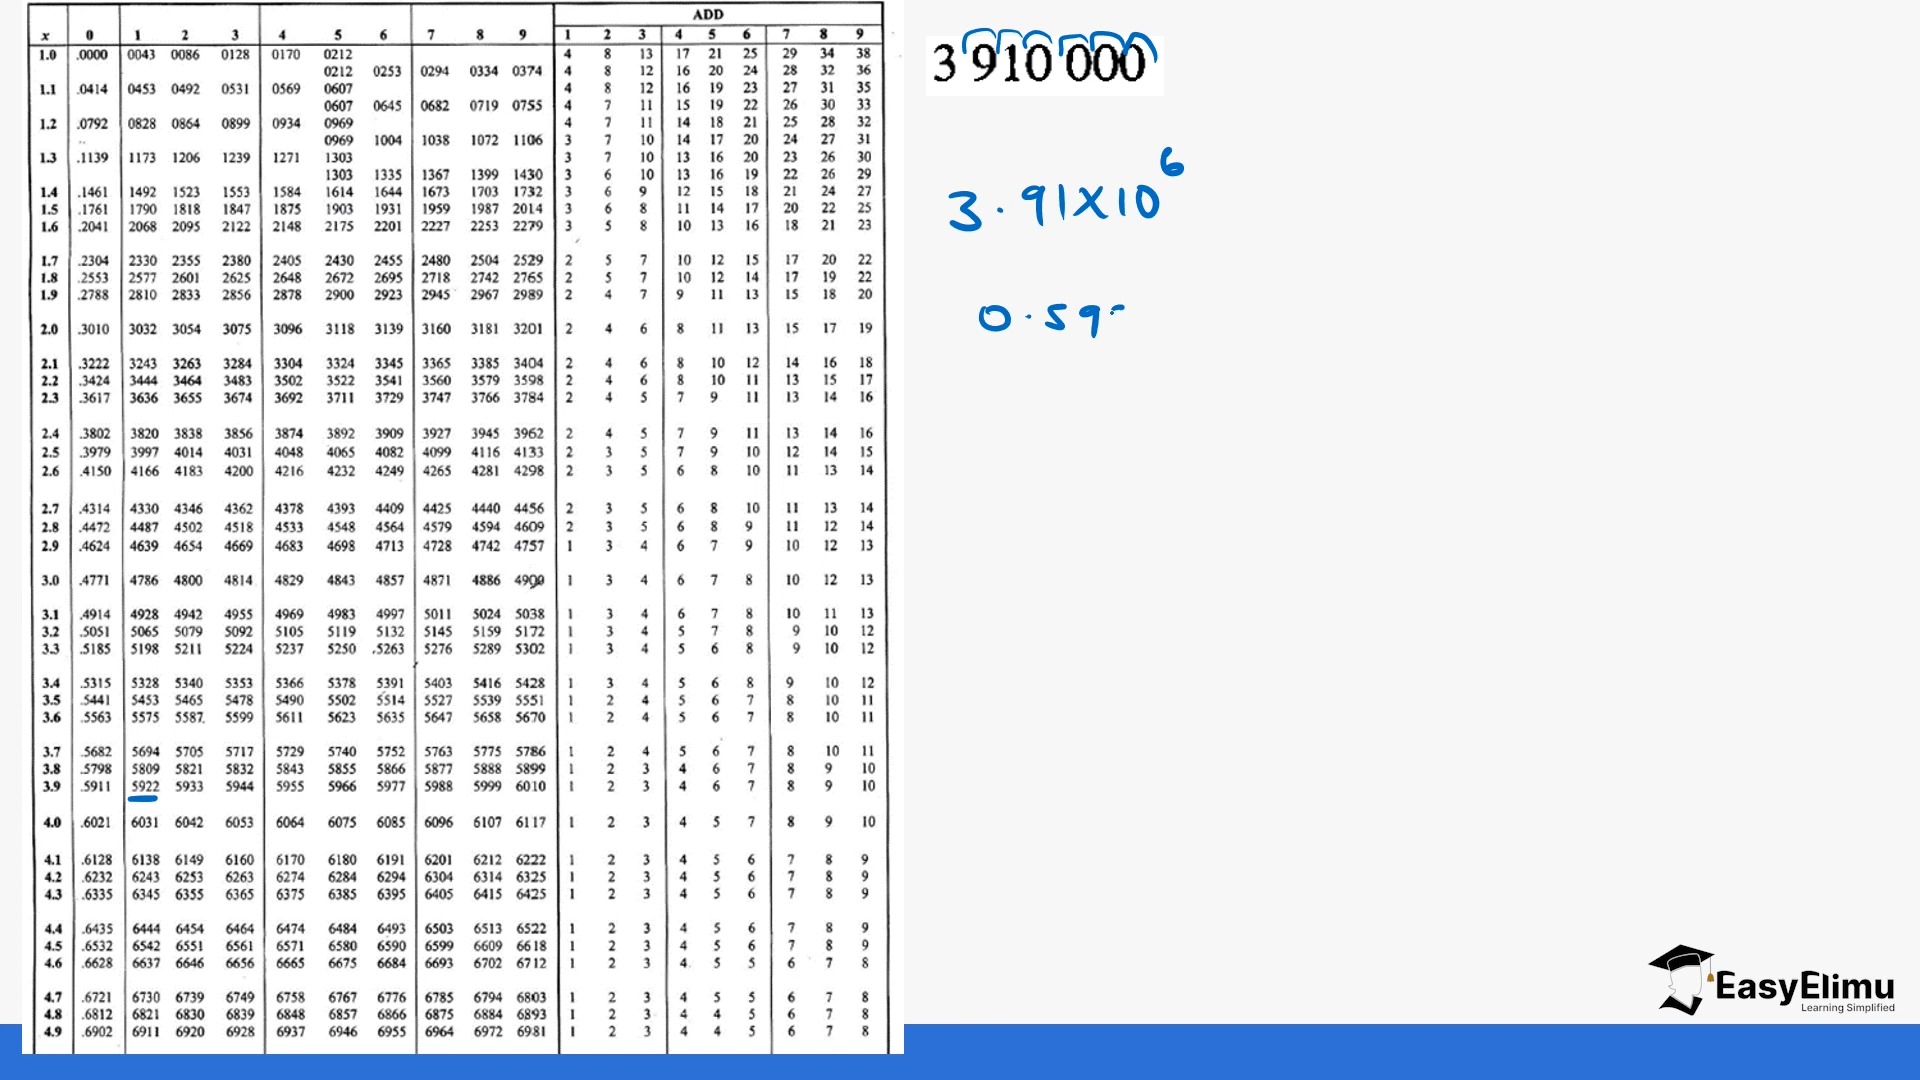 ADD
x 0 1 2 3 4 5 6 7 8 9 1 2 3 4 5 6 7 8 9
1.0 .0000 0043 0086 0128 0170 0212 4 8 13 17 21 25 29 34 38
0212 0253 0294 0334 0374 4 8 12 16 20 24 28 32 36
1.1 .0414 0453 0492 0531 0569 0607 4 8 12 16 19 23 27 31 35
0607 0645 0682 0719 0755 4 7 11 15 19 22 26 30 33
1.2 .0792 0828 0864 0899 0934 0969 4 7 11 14 18 21 25 28 32
0969 1004 1038 1072 1106 3 7 10 14 17 20 24 27 31
1.3 .1139 1173 1206 1239 1271 1303 3 7 10 13 16 20 23 26 30
1303 1335 1367 1399 1430 3 6 10 13 16 19 22 26 29
1.4 .1461 1492 1523 1553 1584 1614 1644 1673 1703 1732 3 6 9 12 15 18 21 24 27
1.5 .1761 1790 1818 1847 1875 1903 1931 1959 1987 2014 3 6 8 11 14 17 20 22 25
1.6 .2041 2068 2095 2122 2148 2175 2201 2227 2253 2279 3 5 8 10 13 16 18 21 23
1.7 .2304 2330 2355 2380 2405 2430 2455 2480 2504 2529 2 5 7 10 12 15 17 20 22
1.8 .2553 2577 2601 2625 2648 2672 2695 2718 2742 2765 2 5 7 10 12 14 17 19 22
1.9 .2788 2810 2833 2856 2878 2900 2923 2945 2967 2989 2 4 7 9 11 13 15 18 20
2.0 .3010 3032 3054 3075 3096 3118 3139 3160 3181 3201 2 4 6 8 11 13 15 17 19
2.1 .3222 3243 3263 3284 3304 3324 3345 3365 3385 3404 2 4 6 8 10 12 14 16 18
2.2 .3424 3444 3464 3483 3502 3522 3541 3560 3579 3598 2 4 6 8 10 11 13 15 17
2.3 .3617 3636 3655 3674 3692 3711 3729 3747 3766 3784 2 4 5 7 9 11 13 14 16
2.4 .3802 3820 3838 3856 3874 3892 3909 3927 3945 3962 2 4 5 7 9 11 13 14 16
2.5 .3979 3997 4014 4031 4048 4065 4082 4099 4116 4133 2 3 5 7 9 10 12 14 15
2.6 .4150 4166 4183 4200 4216 4232 4249 4265 4281 4298 2 3 5 6 8 10 11 13 14
2.7 .4314 4330 4346 4362 4378 4393 4409 4425 4440 4456 2 3 5 6 8 10 11 13 14
2.8 .4472 4487 4502 4518 4533 4548 4564 4579 4594 4609 2 3 5 6 8 9 11 12 14
2.9 .4624 4639 4654 4669 4683 4698 4713 4728 4742 4757 1 3 4 6 7 9 10 12 13
3.0 .4771 4786 4800 4814 4829 4843 4857 4871 4886 4900 1 3 4 6 7 8 10 12 13
3.1 .4914 4928 4942 4955 4969 4983 4997 5011 5024 5038 1 3 4 6 7 8 10 11 13
3.2 .5051 5065 5079 5092 5105 5119 5132 5145 5159 5172 1 3 4 5 7 8 9 10 12
3.3 .5185 5198 5211 5224 5237 5250 .5263 5276 5289 5302 1 3 4 5 6 8 9 10 12
3.4 .5315 5328 5340 5353 5366 5378 5391 5403 5416 5428 1 3 4 5 6 8 9 10 12
3.5 .5441 5453 5465 5478 5490 5502 5514 5527 5539 5551 1 2 4 5 6 7 8 10 11
3.6 .5563 5575 5587. 5599 5611 5623 5635 5647 5658 5670 1 2 4 5 6 7 8 10 11
3.7 .5682 5694 5705 5717 5729 5740 5752 5763 5775 5786 1 2 4 5 6 7 8 10 11
3.8 .5798 5809 5821 5832 5843 5855 5866 5877 5888 5899 1 2 3 4 6 7 8 9 10
3.9 .5911 5922 5933 5944 5955 5966 5977 5988 5999 6010 1 2 3 4 6 7 8 9 10
4.0 .6021 6031 6042 6053 6064 6075 6085 6096 6107 6117 1 2 3 4 5 7 8 9 10
4.1 .6128 6138 6149 6160 6170 6180 6191 6201 6212 6222 1 2 3 4 5 6 7 8 9
4.2 .6232 6243 6253 6263 6274 6284 6294 6304 6314 6325 1 2 3 4 5 6 7 8 9
4.3 .6335 6345 6355 6365 6375 6385 6395 6405 6415 6425 1 2 3 4 5 6 7 8 9
4.4 .6435 6444 6454 6464 6474 6484 6493 6503 6513 6522 1 2 3 4 5 6 7 8 9
4.5 .6532 6542 6551 6561 6571 6580 6590 6599 6609 6618 1 2 3 4 5 6 7 8 9
4.6 .6628 6637 6646 6656 6665 6675 6684 6693 6702 6712 1 2 3 4. 5 5 6 7 8
4.7 .6721 6730 6739 6749 6758 6767 6776 6785 6794 6803 1 2 3 4 5 5 6 7 8
4.8 .6812 6821 6830 6839 6848 6857 6866 6875 6884 6893 1 2 3 4 4 5 6 7 8
4.9 .6902 6911 6920 6928 6937 6946 6955 6964 6972 6981 1 2 3 4 4 5 6 7 8
3 910 000
3.91×10⁶
0.59
EasyElimu
Learning Simplified